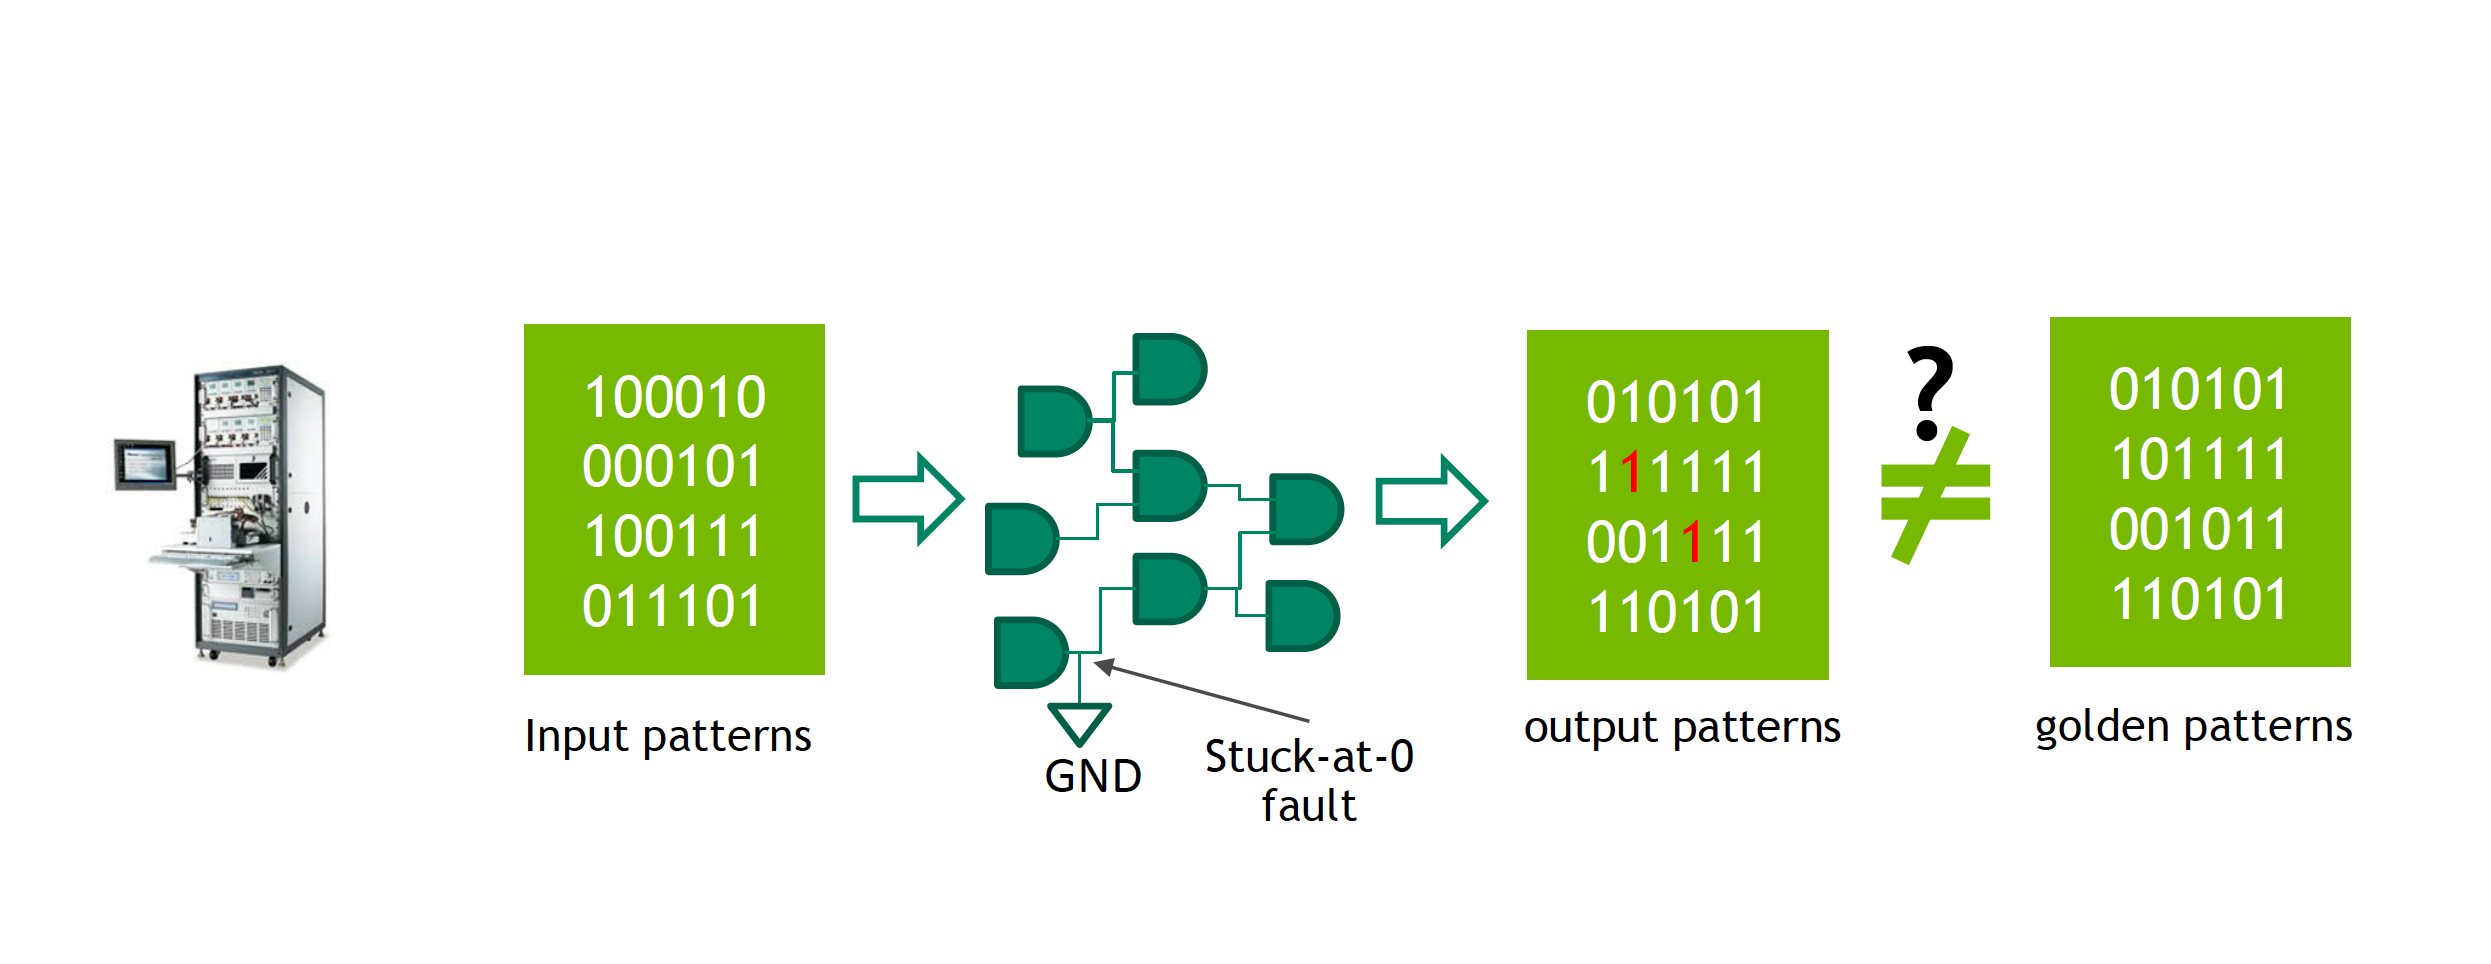 100010
000101
100111
011101
Input patterns
GND
Stuck-at-0
fault
010101
111111
001111
110101
output patterns
?
≠
010101
101111
001011
110101
golden patterns